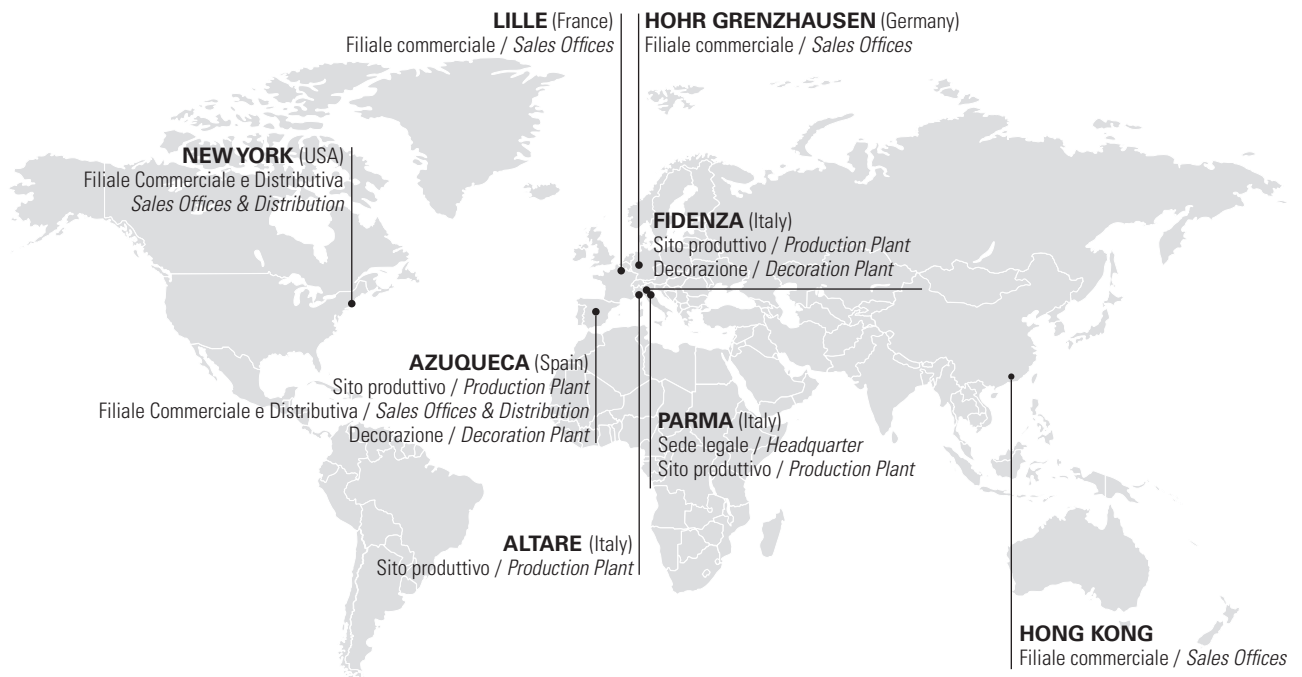 LILLE (France)
Filiale commerciale / Sales Offices
HOHR GRENZHAUSEN (Germany)
Filiale commerciale / Sales Offices
NEW YORK (USA)
Filiale Commerciale e Distributiva
Sales Offices & Distribution
FIDENZA (Italy)
Sito produttivo / Production Plant
Decorazione / Decoration Plant
AZUQUECA (Spain)
Sito produttivo / Production Plant
Filiale Commerciale e Distributiva / Sales Offices & Distribution
Decorazione / Decoration Plant
PARMA (Italy)
Sede legale / Headquarter
Sito produttivo / Production Plant
ALTARE (Italy)
Sito produttivo / Production Plant
HONG KONG
Filiale commerciale / Sales Offices